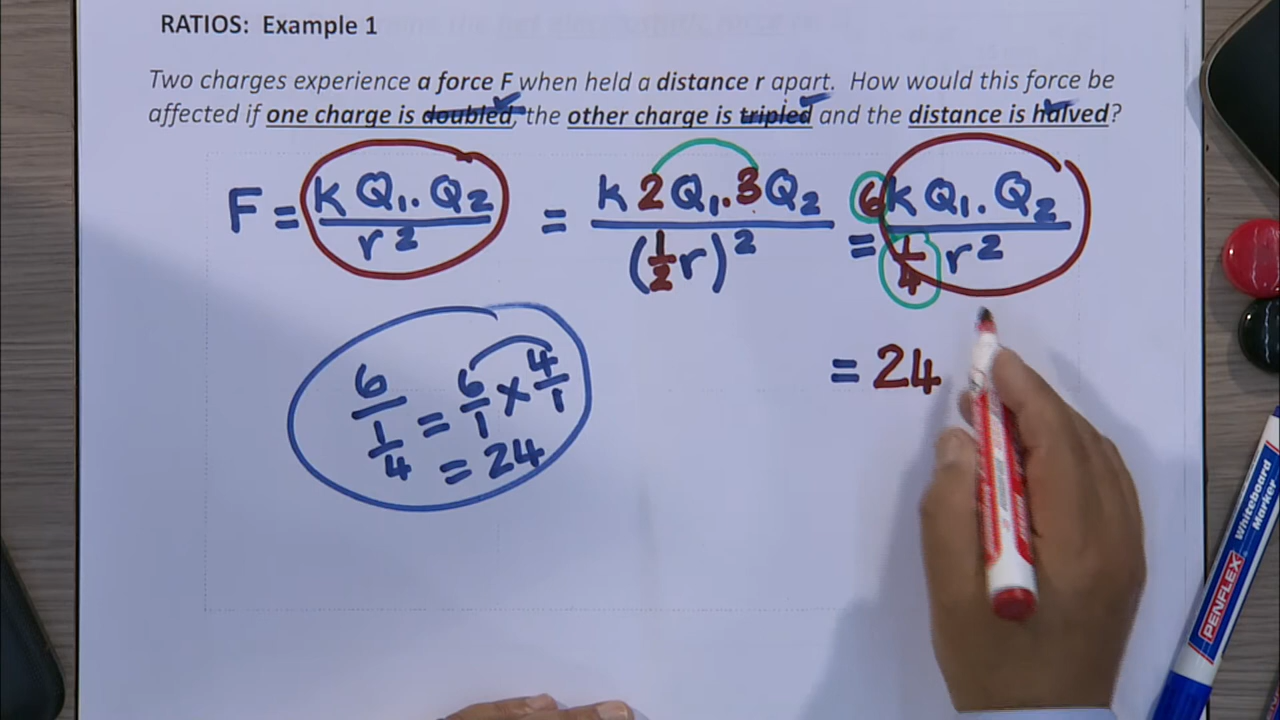 RATIOS: Example 1
Two charges experience a force F when held a distance r apart. How would this force be
affected if one charge is doubled, the other charge is tripled and the distance is halved?
F = kQ₁.Q₂/r² = k2Q₁.3Q₂/(½r)² = 6kQ₁.Q₂/¼r²
= 24
6/¼ = 6/1 × 4/1
= 24
Whiteboard Marker
PENFLEX